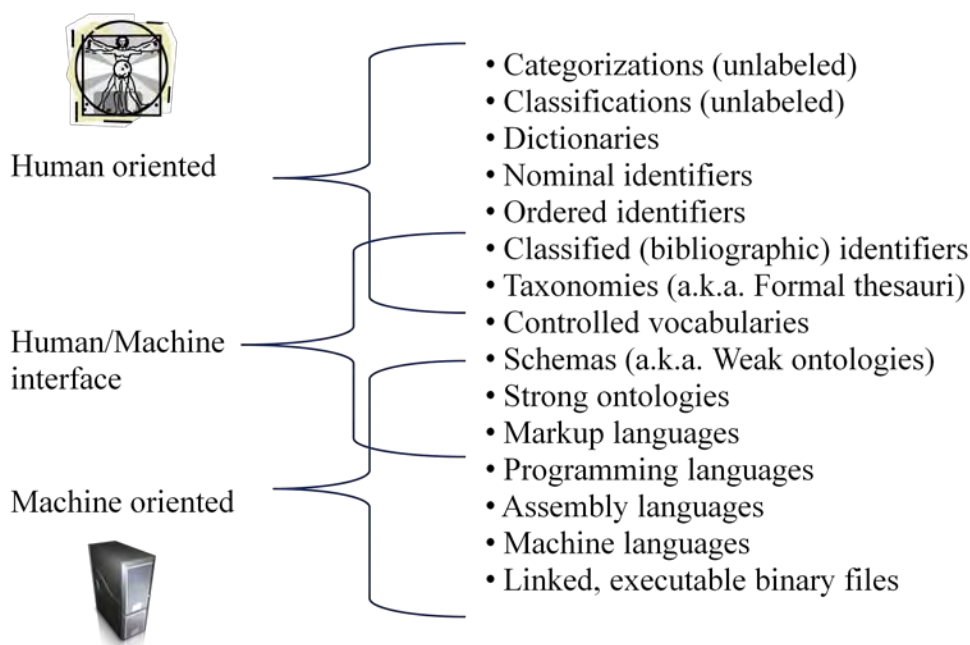 Human oriented
Human/Machine
interface
Machine oriented
• Categorizations (unlabeled)
• Classifications (unlabeled)
• Dictionaries
• Nominal identifiers
• Ordered identifiers
• Classified (bibliographic) identifiers
• Taxonomies (a.k.a. Formal thesauri)
• Controlled vocabularies
• Schemas (a.k.a. Weak ontologies)
• Strong ontologies
• Markup languages
• Programming languages
• Assembly languages
• Machine languages
• Linked, executable binary files